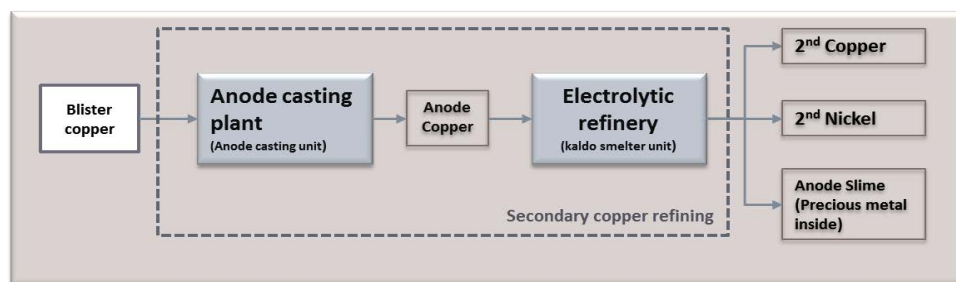 Blister
copper
Anode casting
plant
(Anode casting unit)
Anode
Copper
Electrolytic
refinery
(kaldo smelter unit)
Secondary copper refining
2nd Copper
2nd Nickel
Anode Slime
(Precious metal
inside)